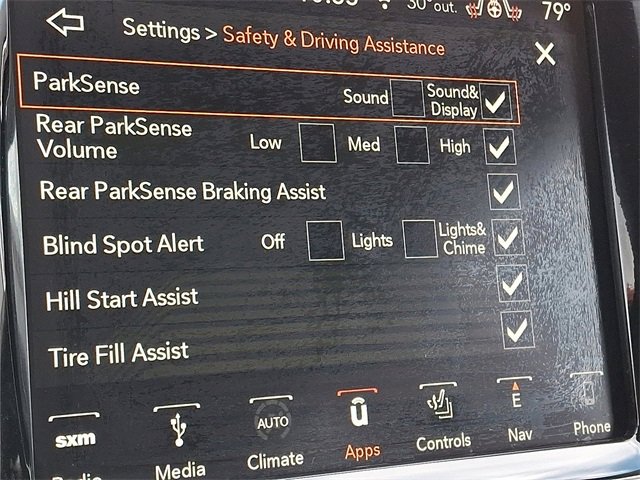 30° out.
79°
Settings > Safety & Driving Assistance
ParkSense
Sound
Sound&
Display
Rear ParkSense
Volume
Low
Med
High
Rear ParkSense Braking Assist
Blind Spot Alert
Off
Lights
Lights&
Chime
Hill Start Assist
Tire Fill Assist
sxm
Media
AUTO
Climate
Apps
Controls
E
Nav
Phone